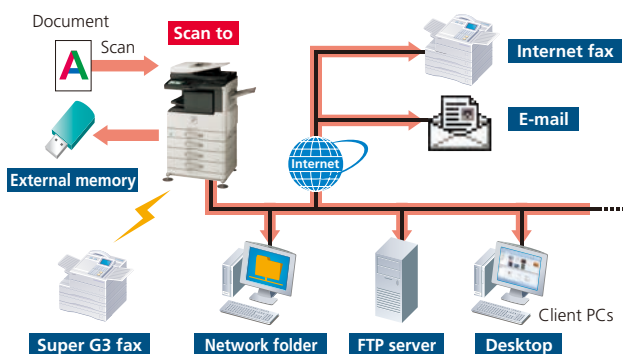 Document
A
Scan
Scan to
Internet fax
E-mail
Internet
External memory
Client PCs
Super G3 fax
Network folder
FTP server
Desktop